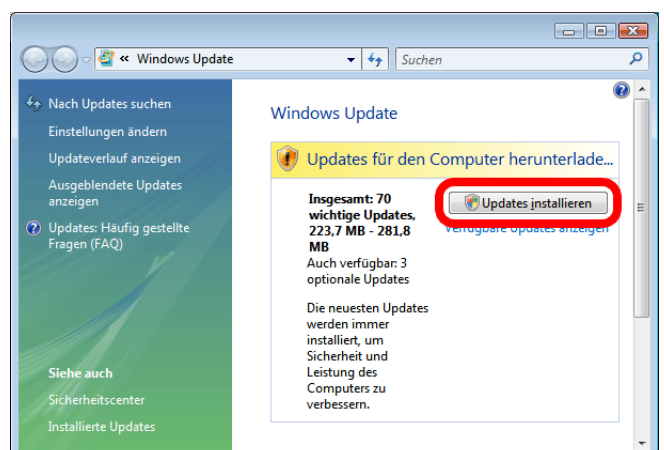 « Windows Update
Suchen
Nach Updates suchen
Einstellungen ändern
Updateverlauf anzeigen
Ausgeblendete Updates
anzeigen
Updates: Häufig gestellte
Fragen (FAQ)
Siehe auch
Sicherheitscenter
Installierte Updates
Windows Update
Updates für den Computer herunterlade...
Insgesamt: 70
wichtige Updates,
223,7 MB - 281,8
MB
Auch verfügbar: 3
optionale Updates
Updates installieren
Verfügbare Updates anzeigen
Die neuesten Updates
werden immer
installiert, um
Sicherheit und
Leistung des
Computers zu
verbessern.